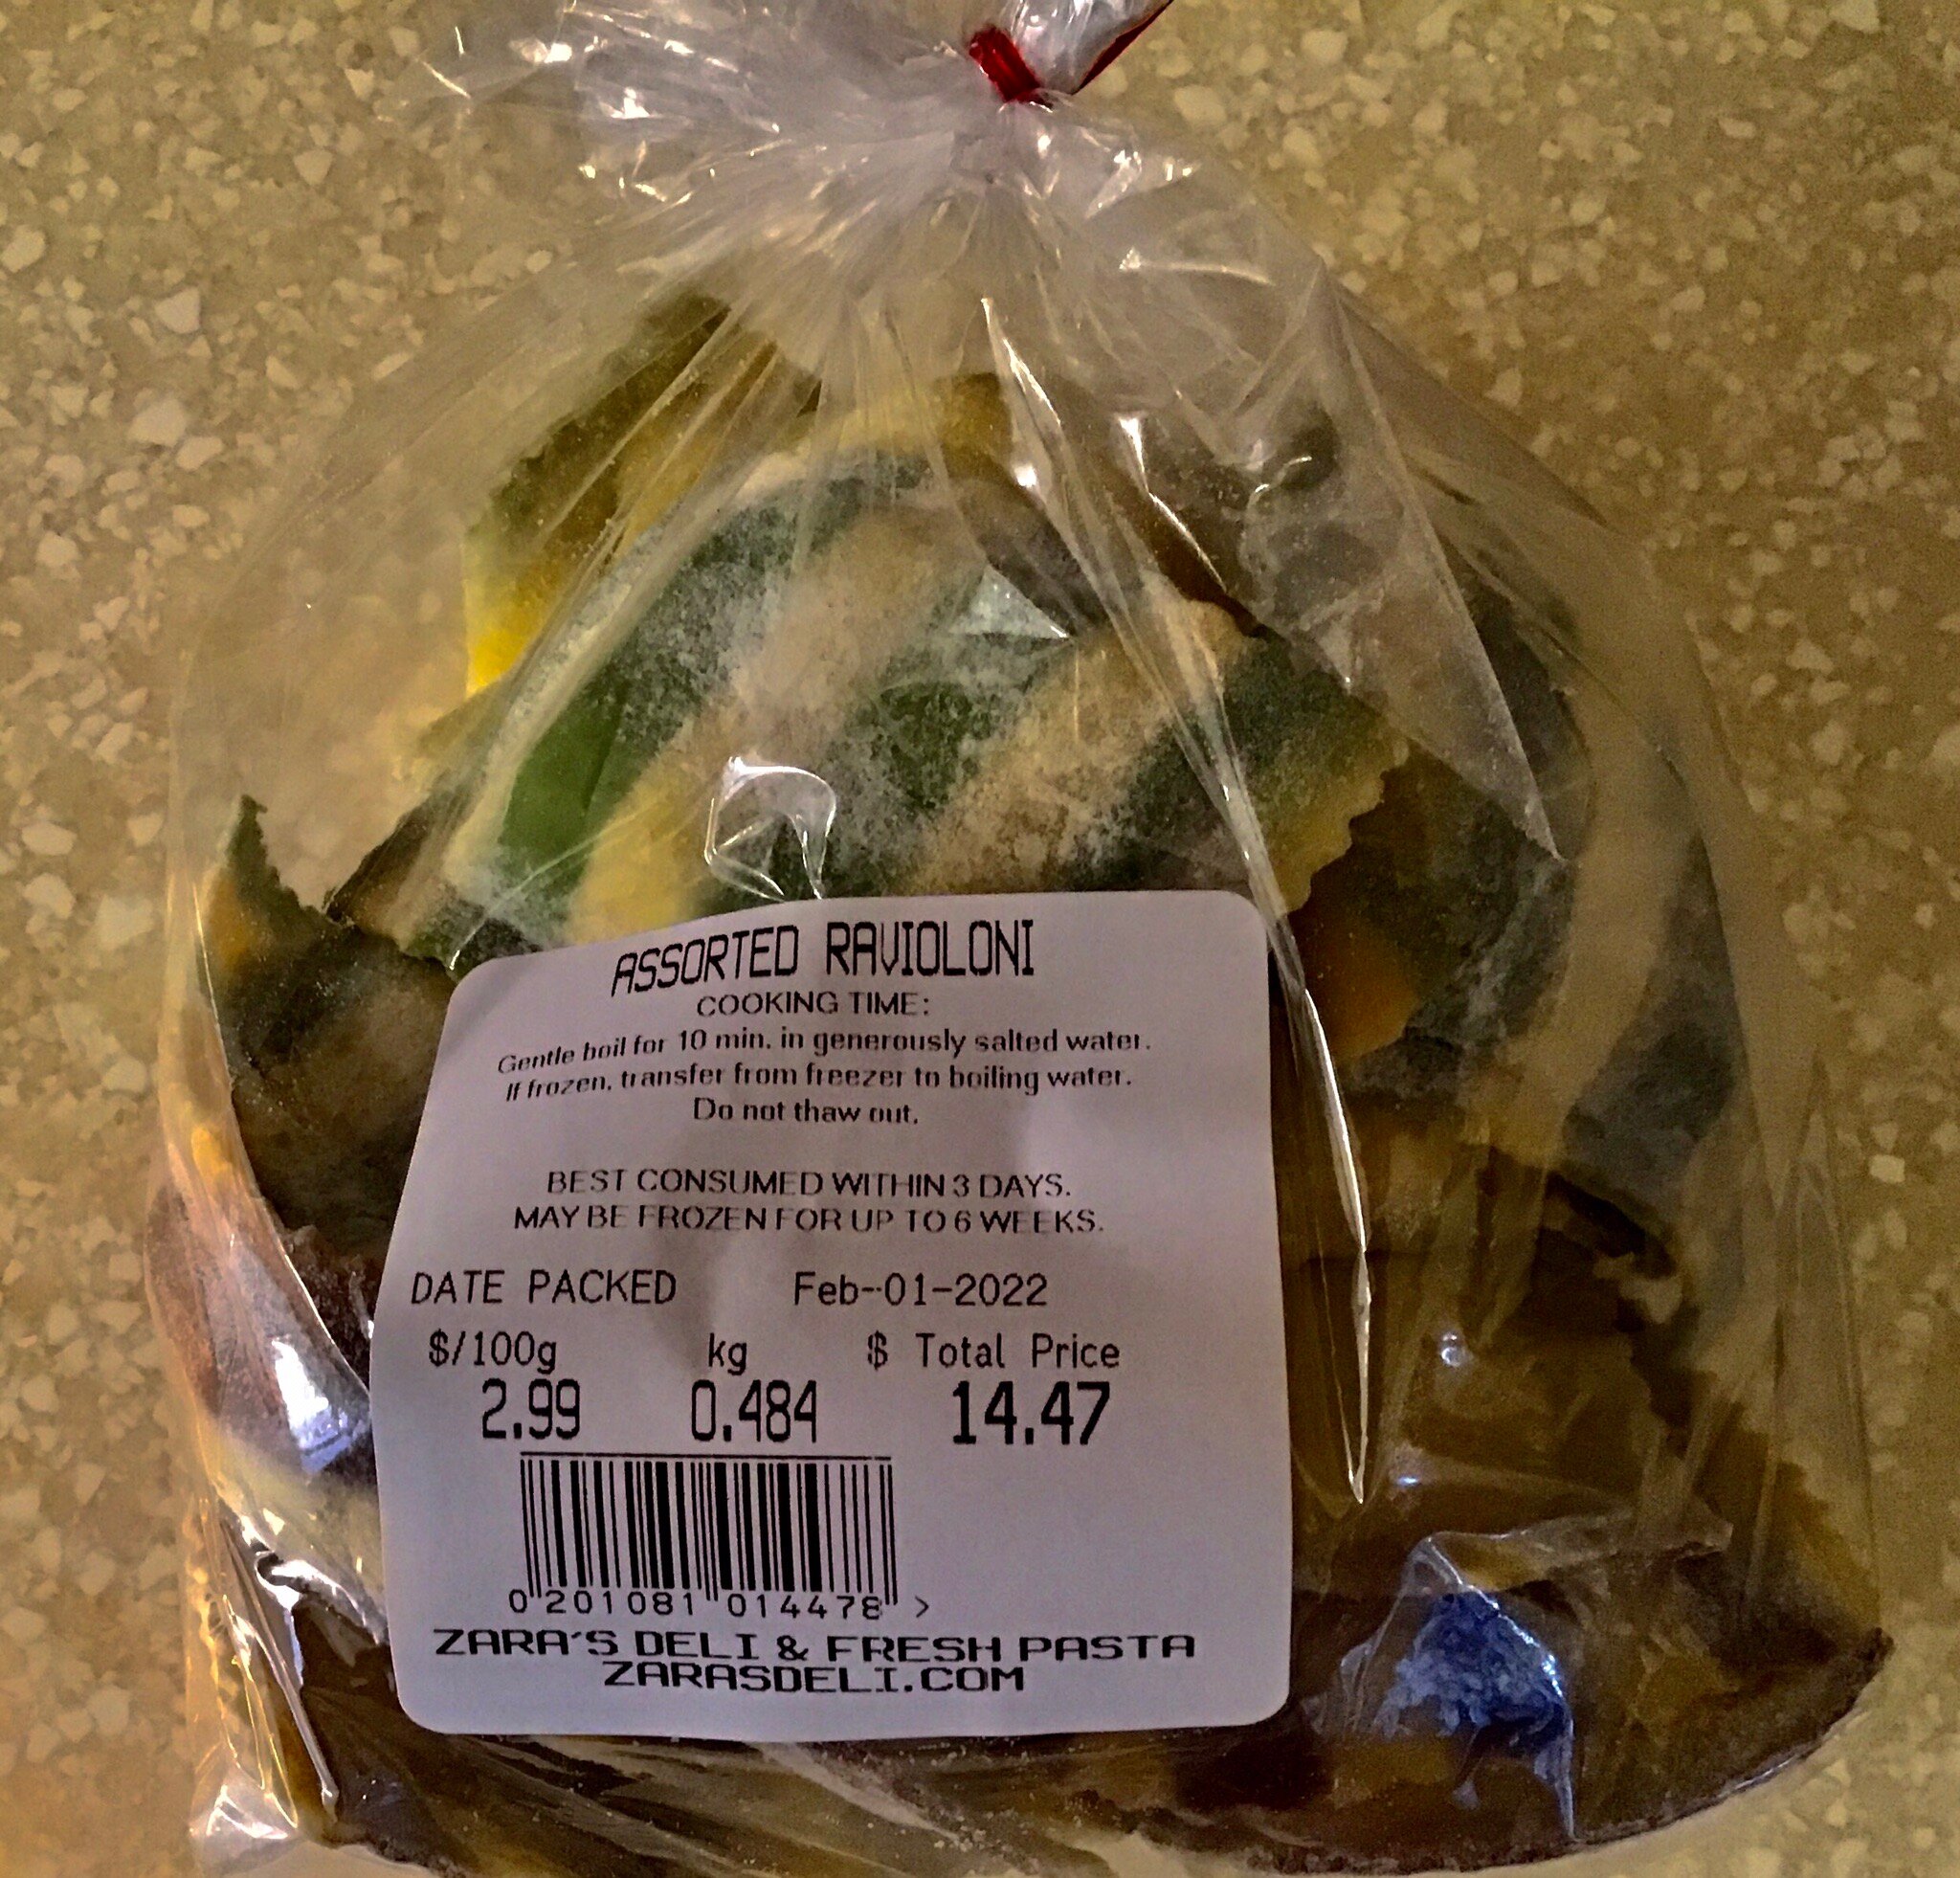 ASSORTED RAVIOLONI
COOKING TIME:
Gentle boil for 10 min. in generously salted water.
If frozen, transfer from freezer to boiling water.
Do not thaw out.
BEST CONSUMED WITHIN 3 DAYS.
MAY BE FROZEN FOR UP TO 6 WEEKS.
DATE PACKED Feb-01-2022
$/100g kg $ Total Price
2.99 0.484 14.47
0 201081 014478 >
ZARA'S DELI & FRESH PASTA
ZARASDELI.COM